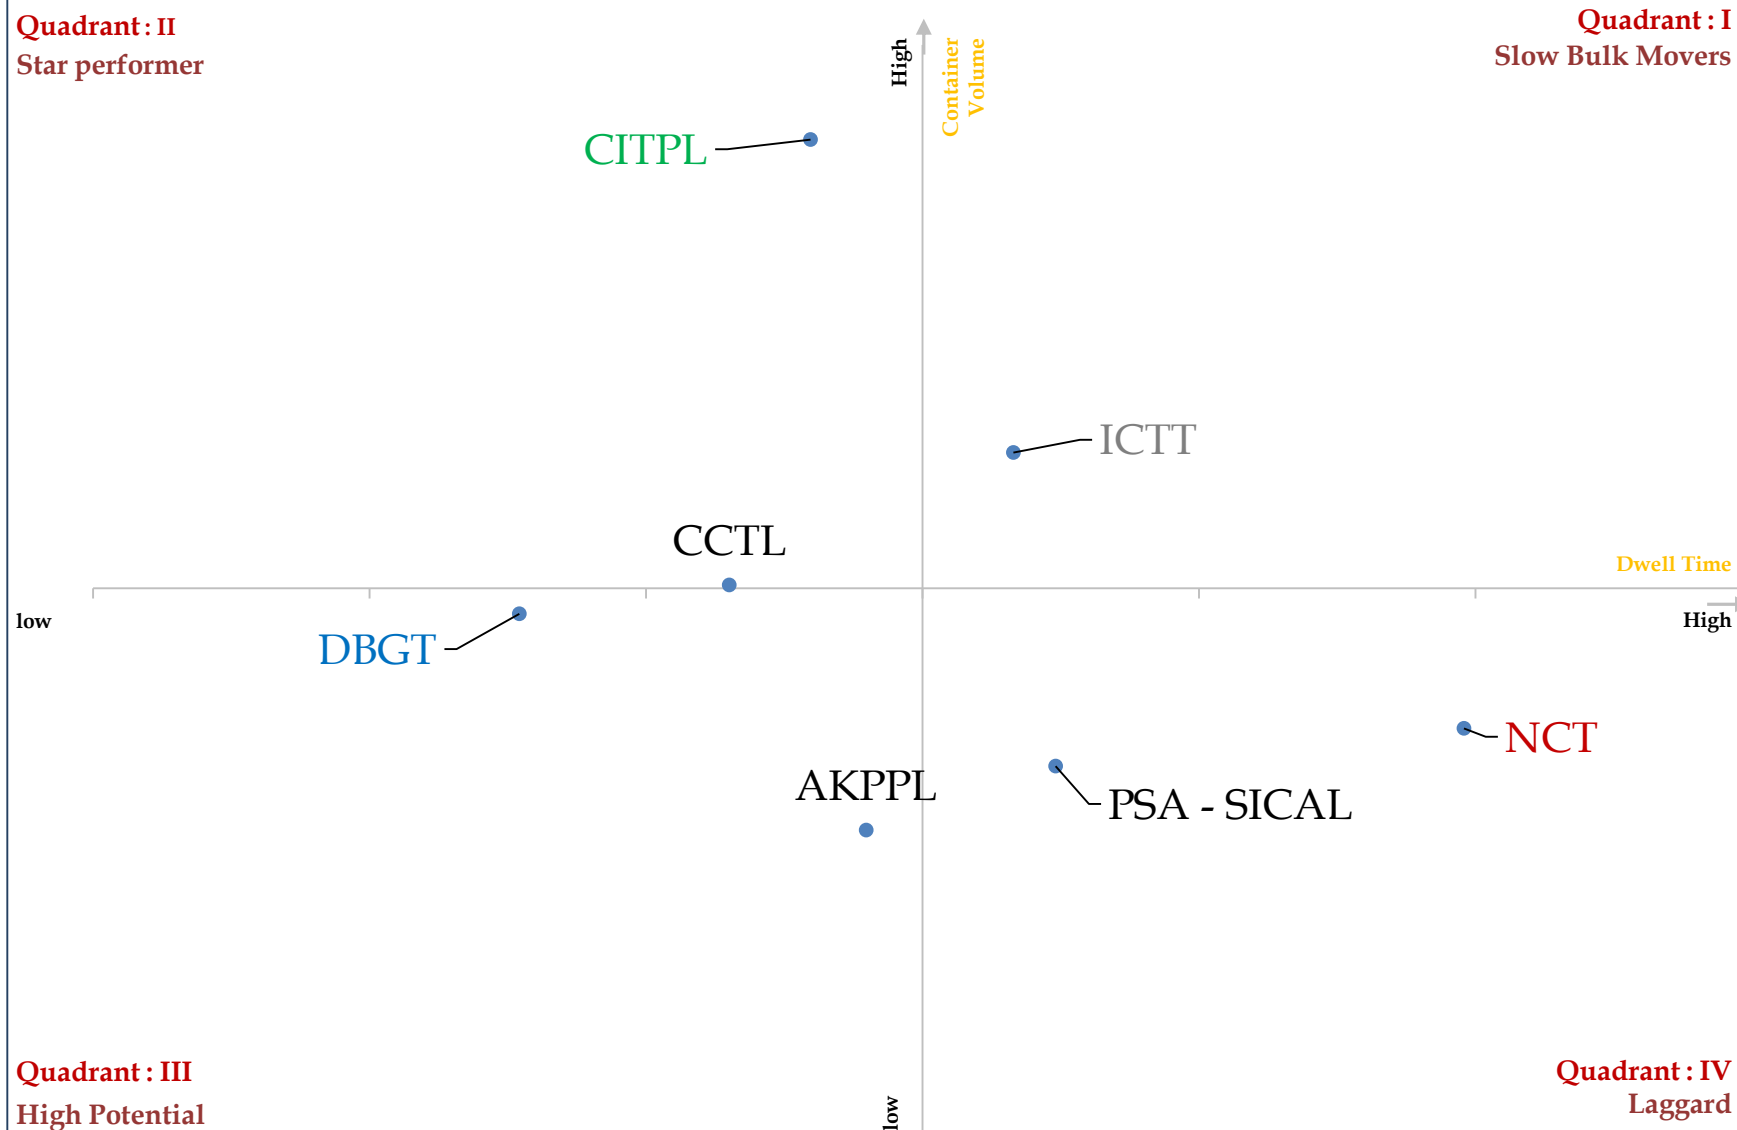 Quadrant : II
Star performer
Quadrant : I
Slow Bulk Movers
High
Container
Volume
CITPL
ICTT
CCTL
Dwell Time
low
High
DBGT
NCT
AKPPL
PSA - SICAL
Quadrant : III
High Potential
low
Quadrant : IV
Laggard